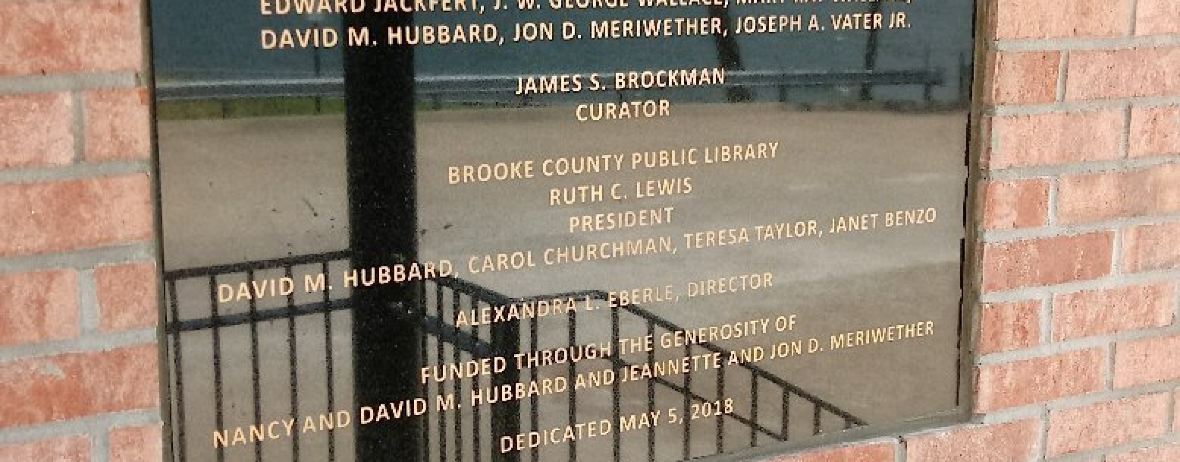 EDWARD JACKFERT, J. W. GEORGE WALLACE,
DAVID M. HUBBARD, JON D. MERIWETHER, JOSEPH A. VATER JR.
JAMES S. BROCKMAN
CURATOR
BROOKE COUNTY PUBLIC LIBRARY
RUTH C. LEWIS
PRESIDENT
DAVID M. HUBBARD, CAROL CHURCHMAN, TERESA TAYLOR, JANET BENZO
ALEXANDRA L. EBERLE, DIRECTOR
FUNDED THROUGH THE GENEROSITY OF
NANCY AND DAVID M. HUBBARD AND JEANNETTE AND JON D. MERIWETHER
DEDICATED MAY 5, 2018